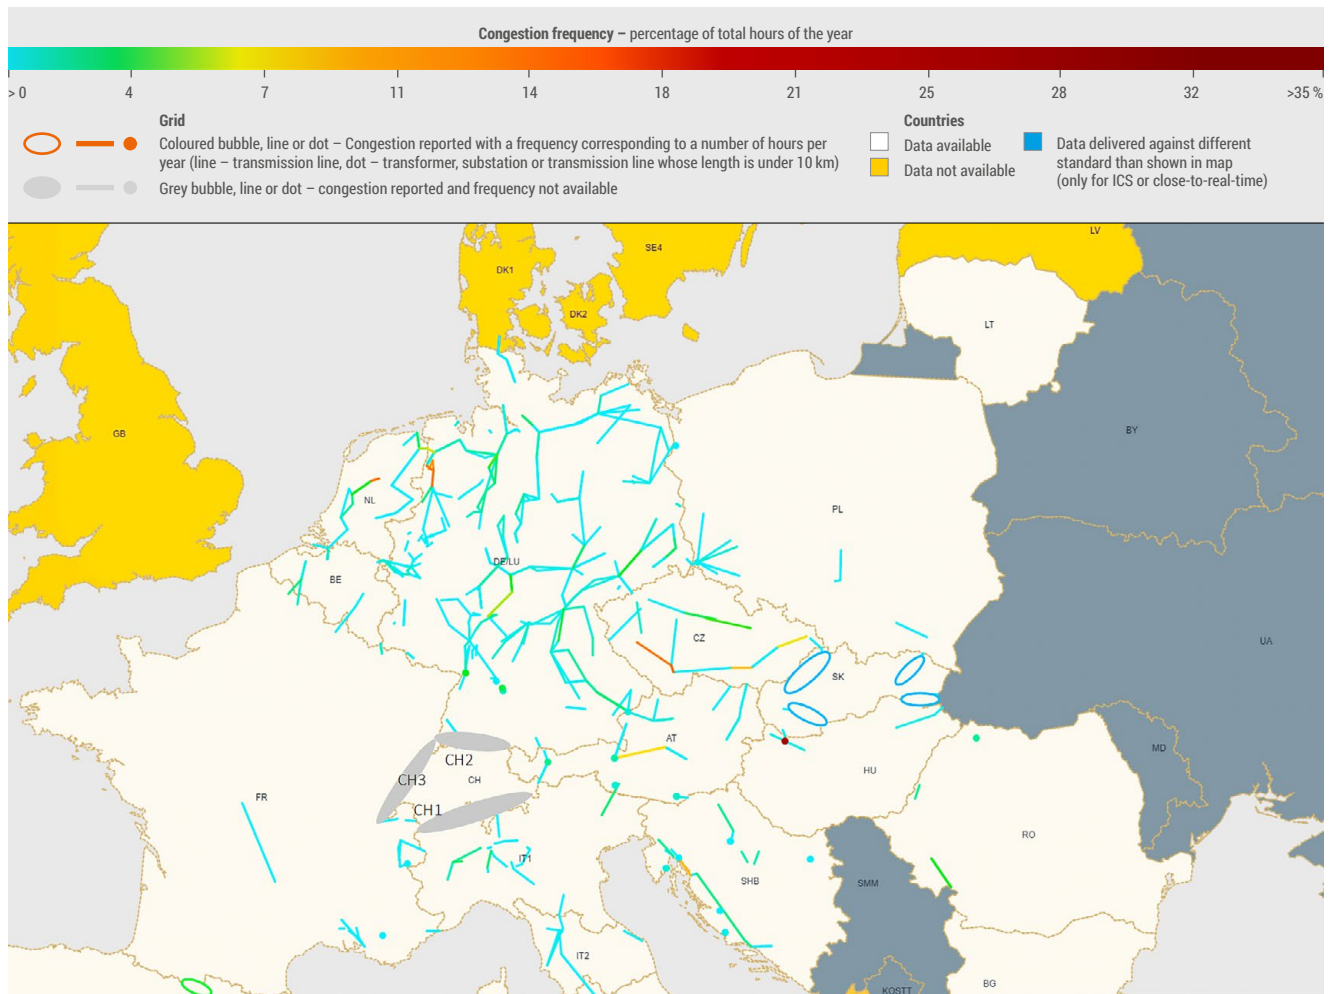 Congestion frequency – percentage of total hours of the year
> 0 4 7 11 14 18 21 25 28 32 >35 %
Grid
Coloured bubble, line or dot – Congestion reported with a frequency corresponding to a number of hours per
year (line – transmission line, dot – transformer, substation or transmission line whose length is under 10 km)
Grey bubble, line or dot – congestion reported and frequency not available
Countries
Data available
Data not available
Data delivered against different
standard than shown in map
(only for ICS or close-to-real-time)
LV
SE4
DK1
DK2
LT
GB
BY
NL
PL
DE/LU
BE
CZ
UA
SK
AT
MD
CH2
CH3
CH
HU
FR
CH1
RO
IT1
SHB
SMM
IT2
BG
KOSTT